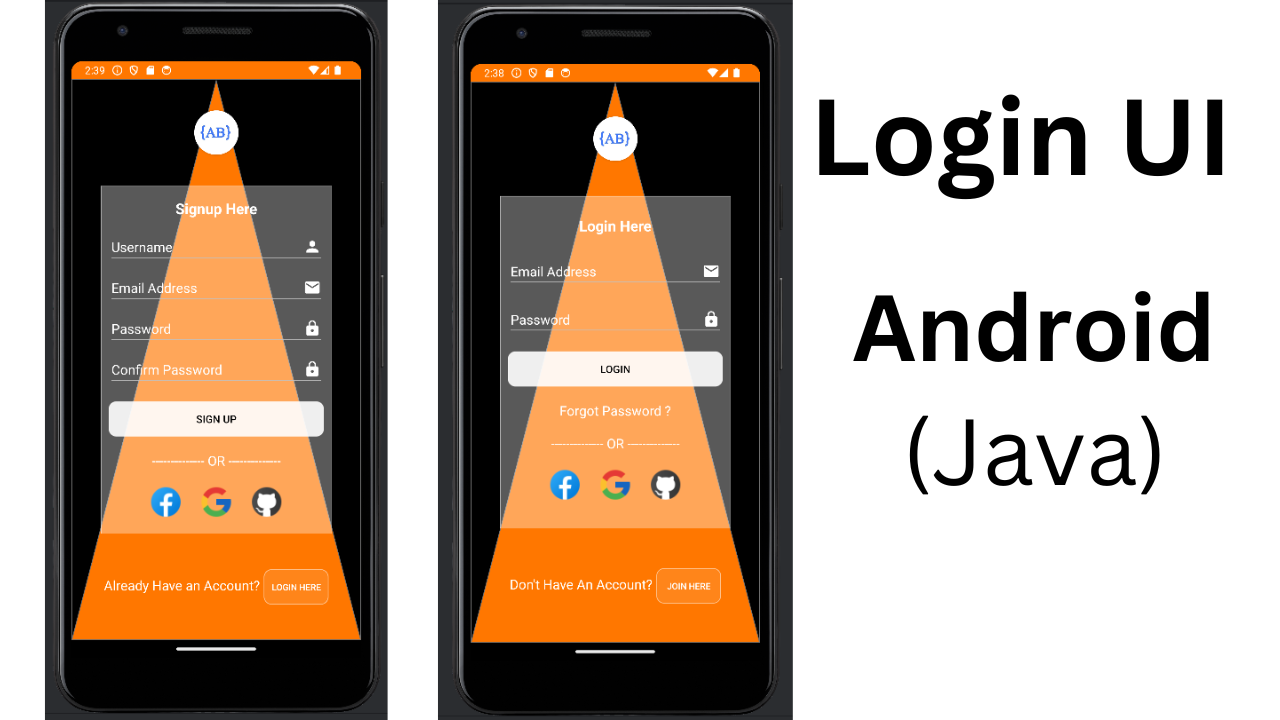 2:39
{AB}
Signup Here
Username
Email Address
Password
Confirm Password
SIGN UP
--------------- OR ---------------
Already Have an Account? LOGIN HERE
2:38
{AB}
Login Here
Email Address
Password
LOGIN
Forgot Password ?
--------------- OR ---------------
Don't Have An Account? JOIN HERE
Login UI
Android
(Java)